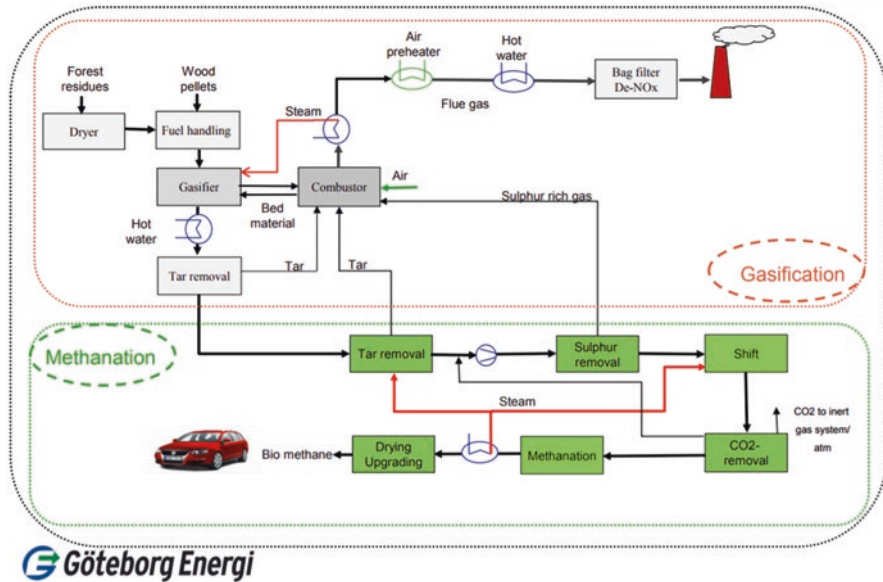 Air
preheater
Hot
water
Forest
residues
Wood
pellets
Steam
Flue gas
Bag filter
De-NOx
Dryer
Fuel handling
Gasifier
Combustor
Air
Bed
material
Sulphur rich gas
Hot
water
Tar removal
Tar
Tar
Gasification
Methanation
Tar removal
Sulphur
removal
Shift
Steam
CO2 to inert
gas system/
atm
Bio methane
Drying
Upgrading
Methanation
CO2-
removal
Göteborg Energi